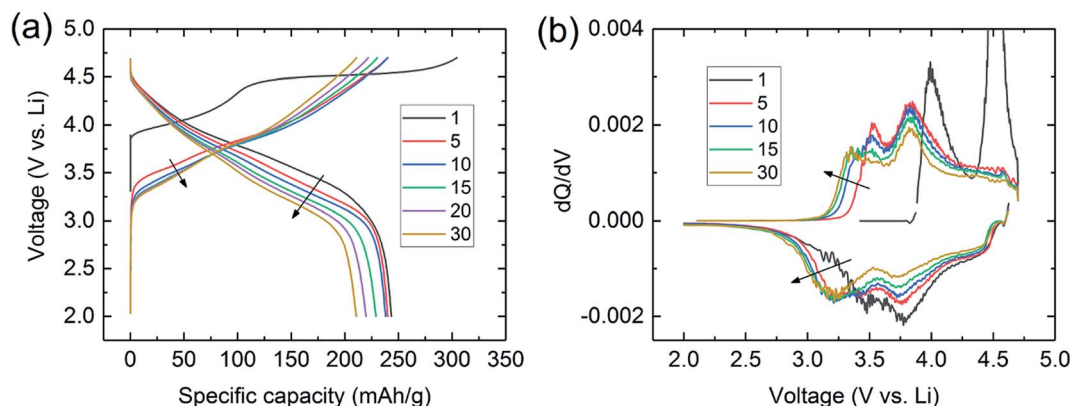 (a)
5.0
4.5
4.0
3.5
3.0
2.5
2.0
Voltage (V vs. Li)
1
5
10
15
20
30
0 50 100 150 200 250 300 350
Specific capacity (mAh/g)
(b)
0.004
0.002
0.000
-0.002
dQ/dV
1
5
10
15
30
2.0 2.5 3.0 3.5 4.0 4.5 5.0
Voltage (V vs. Li)